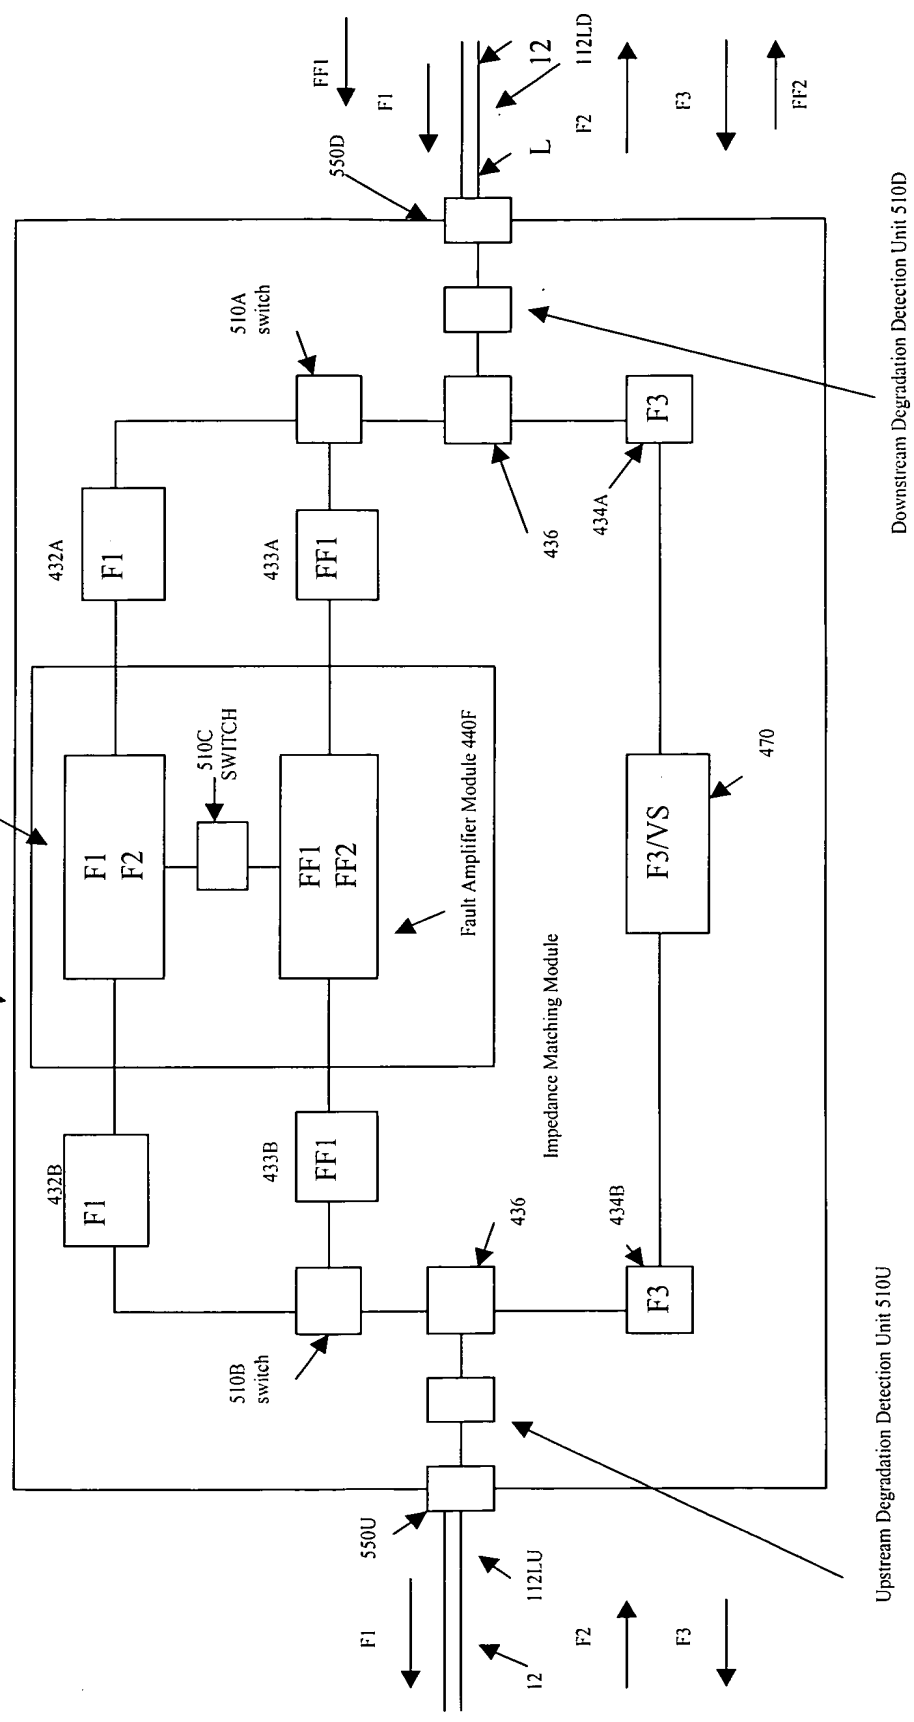 432B
432A
F1
F1
F2
F1
510C
SWITCH
510B
switch
510A
switch
433B
433A
FF1
FF1
FF2
FF1
FF1
550D
F1
550U
F1
Fault Amplifier Module 440F
436
12
112LU
L
12
Impedance Matching Module
436
F2
F2
112LD
434B
434A
F3
F3/VS
F3
F3
F3
470
FF2
Upstream Degradation Detection Unit 510U
Downstream Degradation Detection Unit 510D